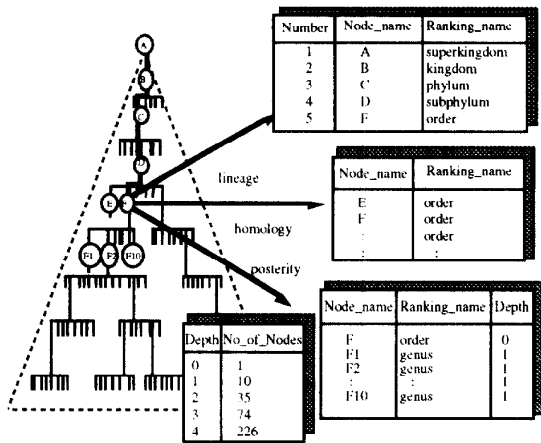 A
B
C
D
E
F1
F2
F10
lineage
homology
posterity
Number Node_name Ranking_name
1 A superkingdom
2 B kingdom
3 C phylum
4 D subphylum
5 F order
Node_name Ranking_name
E order
F order
: order
: :
Node_name Ranking_name Depth
F order 0
F1 genus 1
F2 genus 1
: : 1
F10 genus 1
Depth No_of_Nodes
0 1
1 10
2 35
3 74
4 226